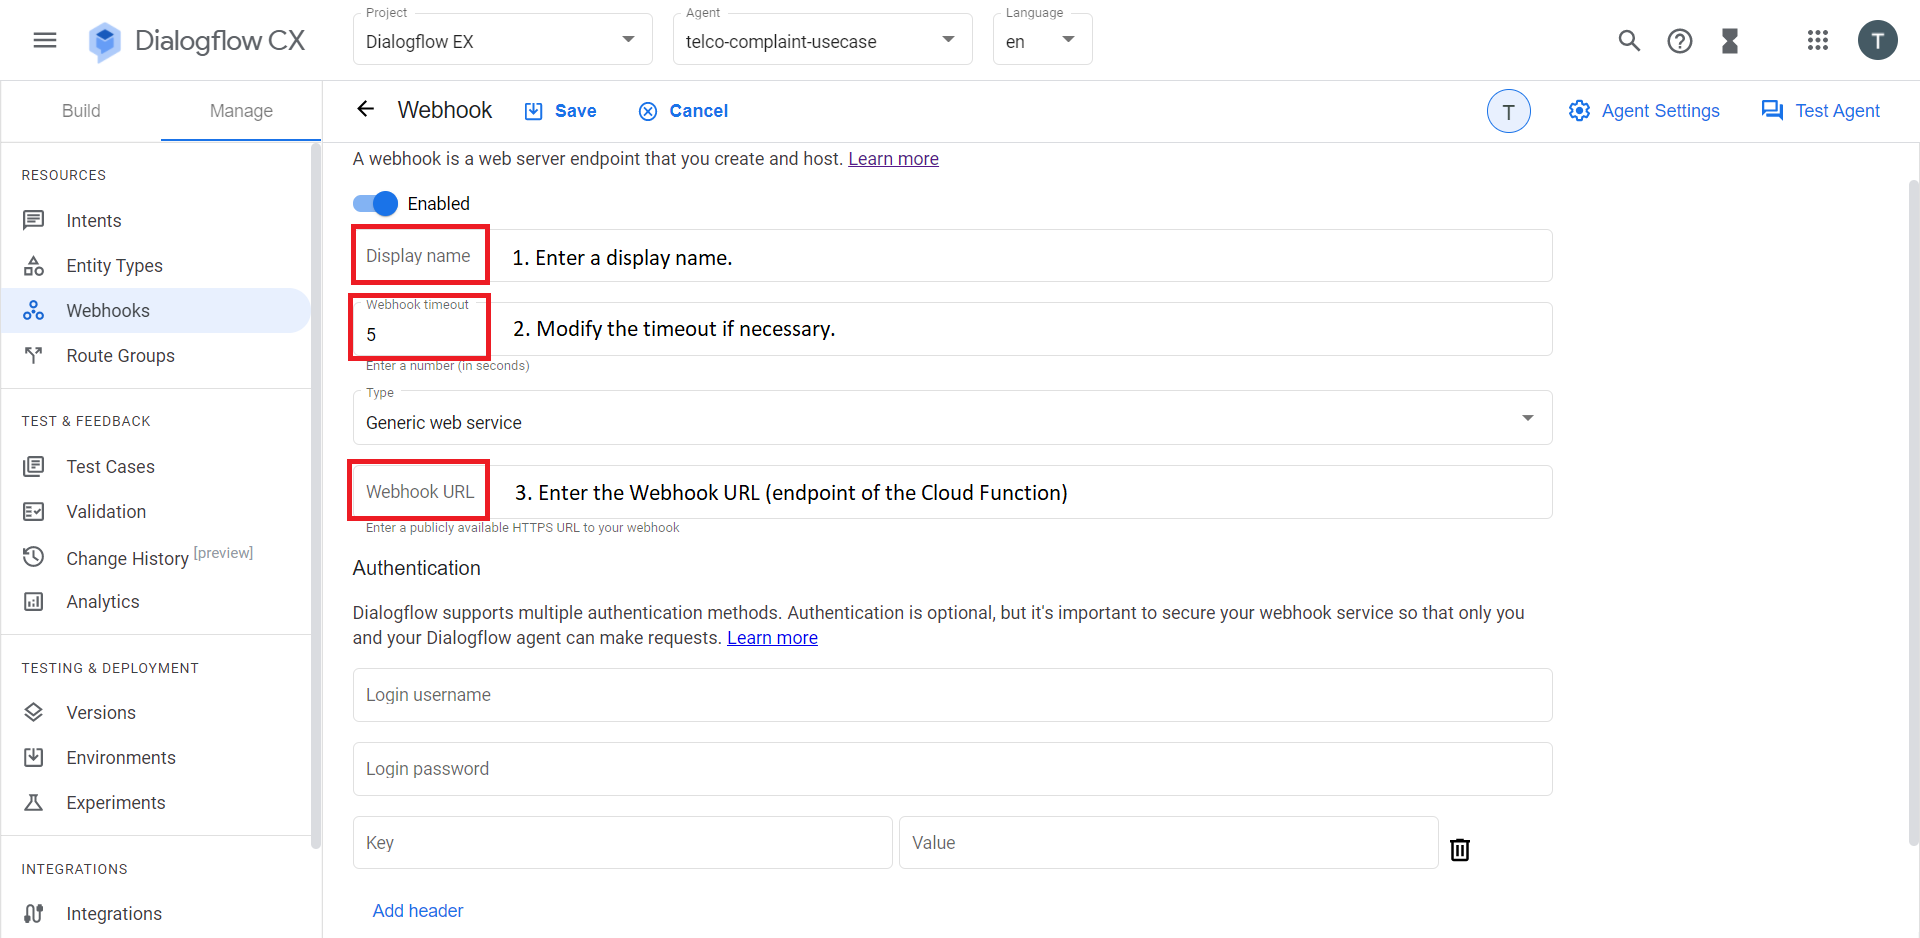 Dialogflow CX
Project
Dialogflow EX
Agent
telco-complaint-usecase
Language
en
T
Build
Manage
Webhook
Save
Cancel
T
Agent Settings
Test Agent
RESOURCES
Intents
Entity Types
Webhooks
Route Groups
TEST & FEEDBACK
Test Cases
Validation
Change History [preview]
Analytics
TESTING & DEPLOYMENT
Versions
Environments
Experiments
INTEGRATIONS
Integrations
A webhook is a web server endpoint that you create and host. Learn more
Enabled
Display name
1. Enter a display name.
Webhook timeout
5
2. Modify the timeout if necessary.
Enter a number (in seconds)
Type
Generic web service
Webhook URL
3. Enter the Webhook URL (endpoint of the Cloud Function)
Enter a publicly available HTTPS URL to your webhook
Authentication
Dialogflow supports multiple authentication methods. Authentication is optional, but it's important to secure your webhook service so that only you
and your Dialogflow agent can make requests. Learn more
Login username
Login password
Key
Value
Add header